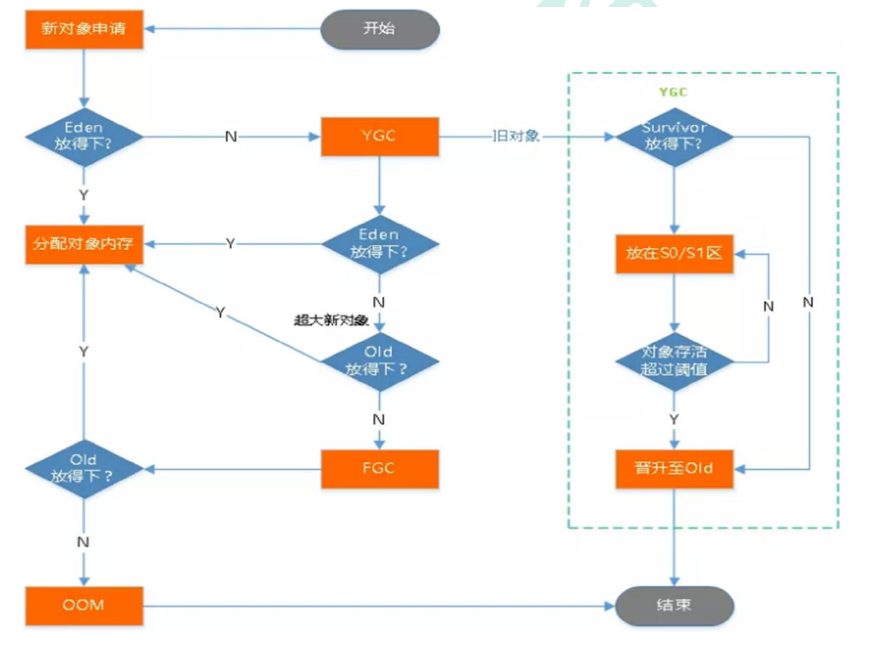 新对象申请
开始
YGC
Eden
放得下?
N
YGC
旧对象
Survivor
放得下?
Y
分配对象内存
Y
Eden
放得下?
放在S0/S1区
N
Y
超大新对象
N
N
Y
Old
放得下？
对象存活
超过阈值
N
Y
Old
放得下？
FGC
晋升至Old
N
OOM
结束